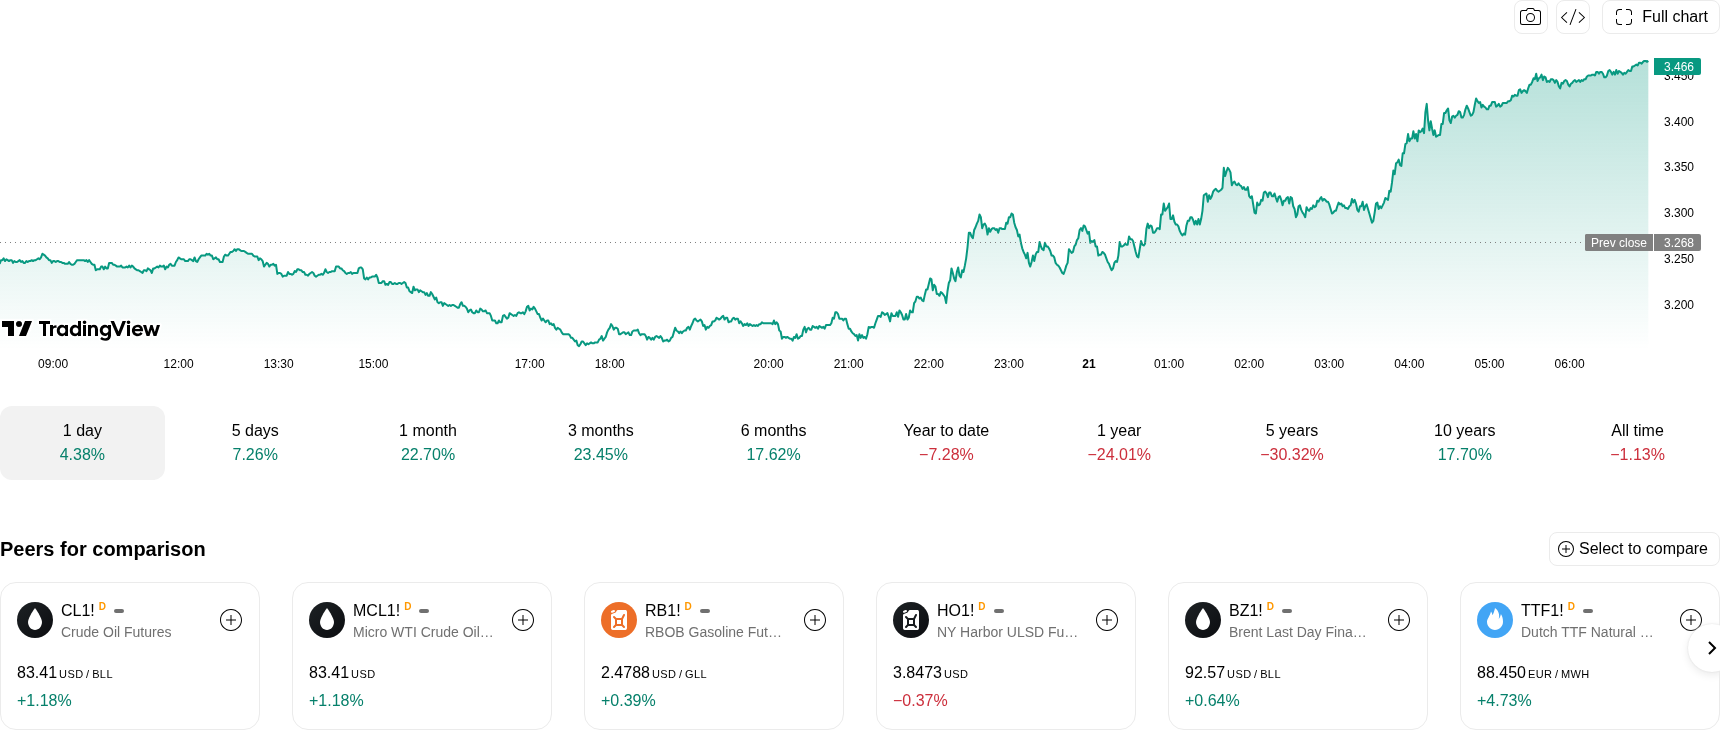 Full chart
3.466
3.450
3.400
3.350
3.300
Prev close 3.268
3.250
3.200
TradingView
09:00 12:00 13:30 15:00 17:00 18:00 20:00 21:00 22:00 23:00 21 01:00 02:00 03:00 04:00 05:00 06:00
1 day 5 days 1 month 3 months 6 months Year to date 1 year 5 years 10 years All time
4.38% 7.26% 22.70% 23.45% 17.62% −7.28% −24.01% −30.32% 17.70% −1.13%
Peers for comparison
Select to compare
CL1! D
Crude Oil Futures
83.41 USD / BLL
+1.18%
MCL1! D
Micro WTI Crude Oil…
83.41 USD
+1.18%
RB1! D
RBOB Gasoline Fut…
2.4788 USD / GLL
+0.39%
HO1! D
NY Harbor ULSD Fu…
3.8473 USD
−0.37%
BZ1! D
Brent Last Day Fina…
92.57 USD / BLL
+0.64%
TTF1! D
Dutch TTF Natural …
88.450 EUR / MWH
+4.73%